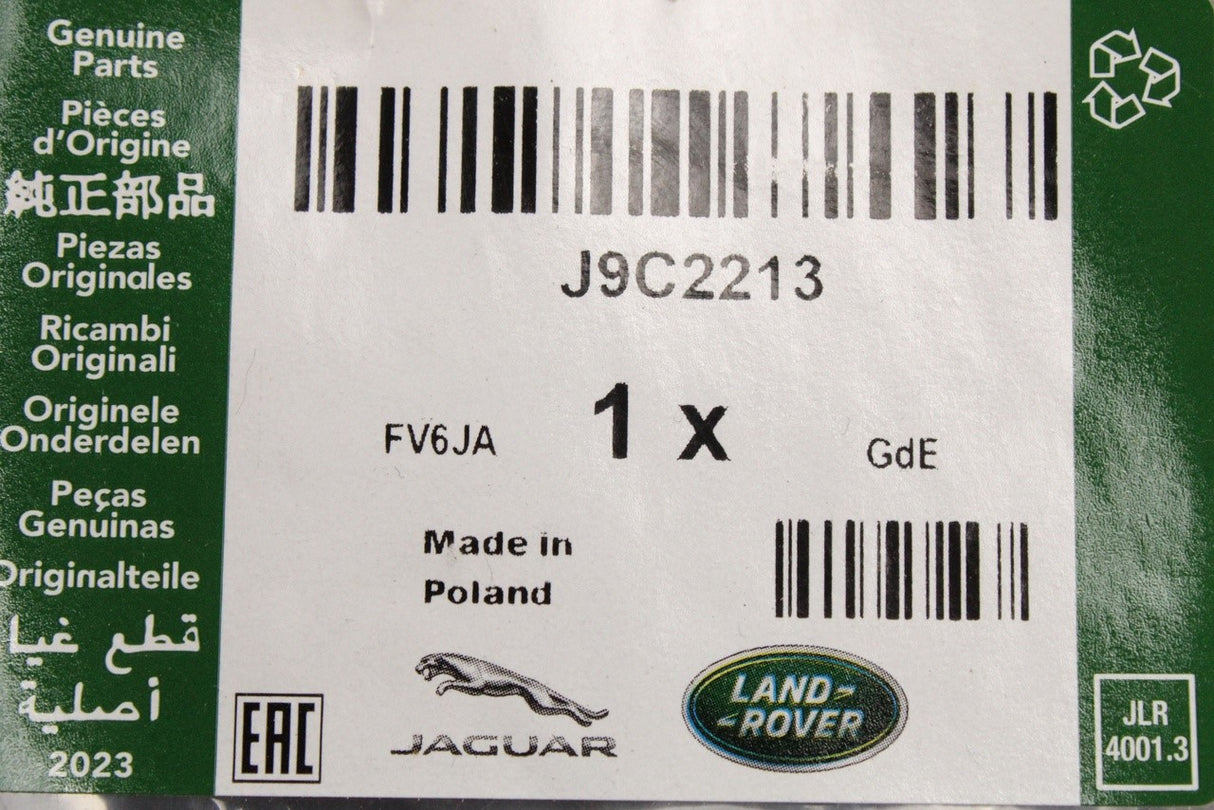 Genuine
Parts
Pièces
d'Origine
純正部品
Piezas
Originales
Ricambi
Originali
Originele
Onderdelen
Peças
Genuinas
Originalteile
قطع غيا
أصلية
2023
J9C2213
FV6JA
1 x
GdE
Made in
Poland
EAC
JAGUAR
LAND
ROVER
JLR
4001.3